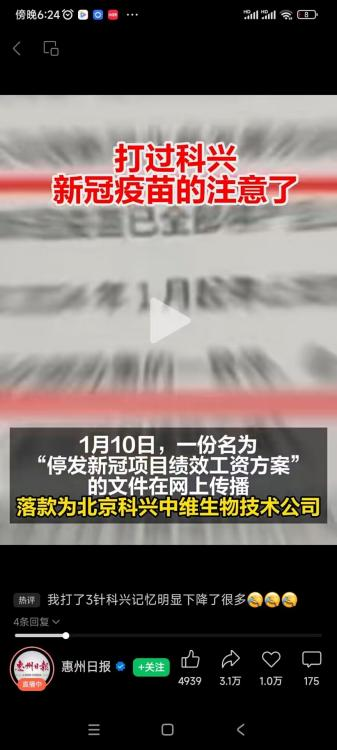 傍晚6:24
8
打过科兴
新冠疫苗的注意了
1月10日，一份名为
“停发新冠项目绩效工资方案”
的文件在网上传播
落款为北京科兴中维生物技术公司
热评 我打了3针科兴记忆明显下降了很多
4条回复
惠州日报
直播中
惠州日报 +关注
4939 3.1万 1.0万 175